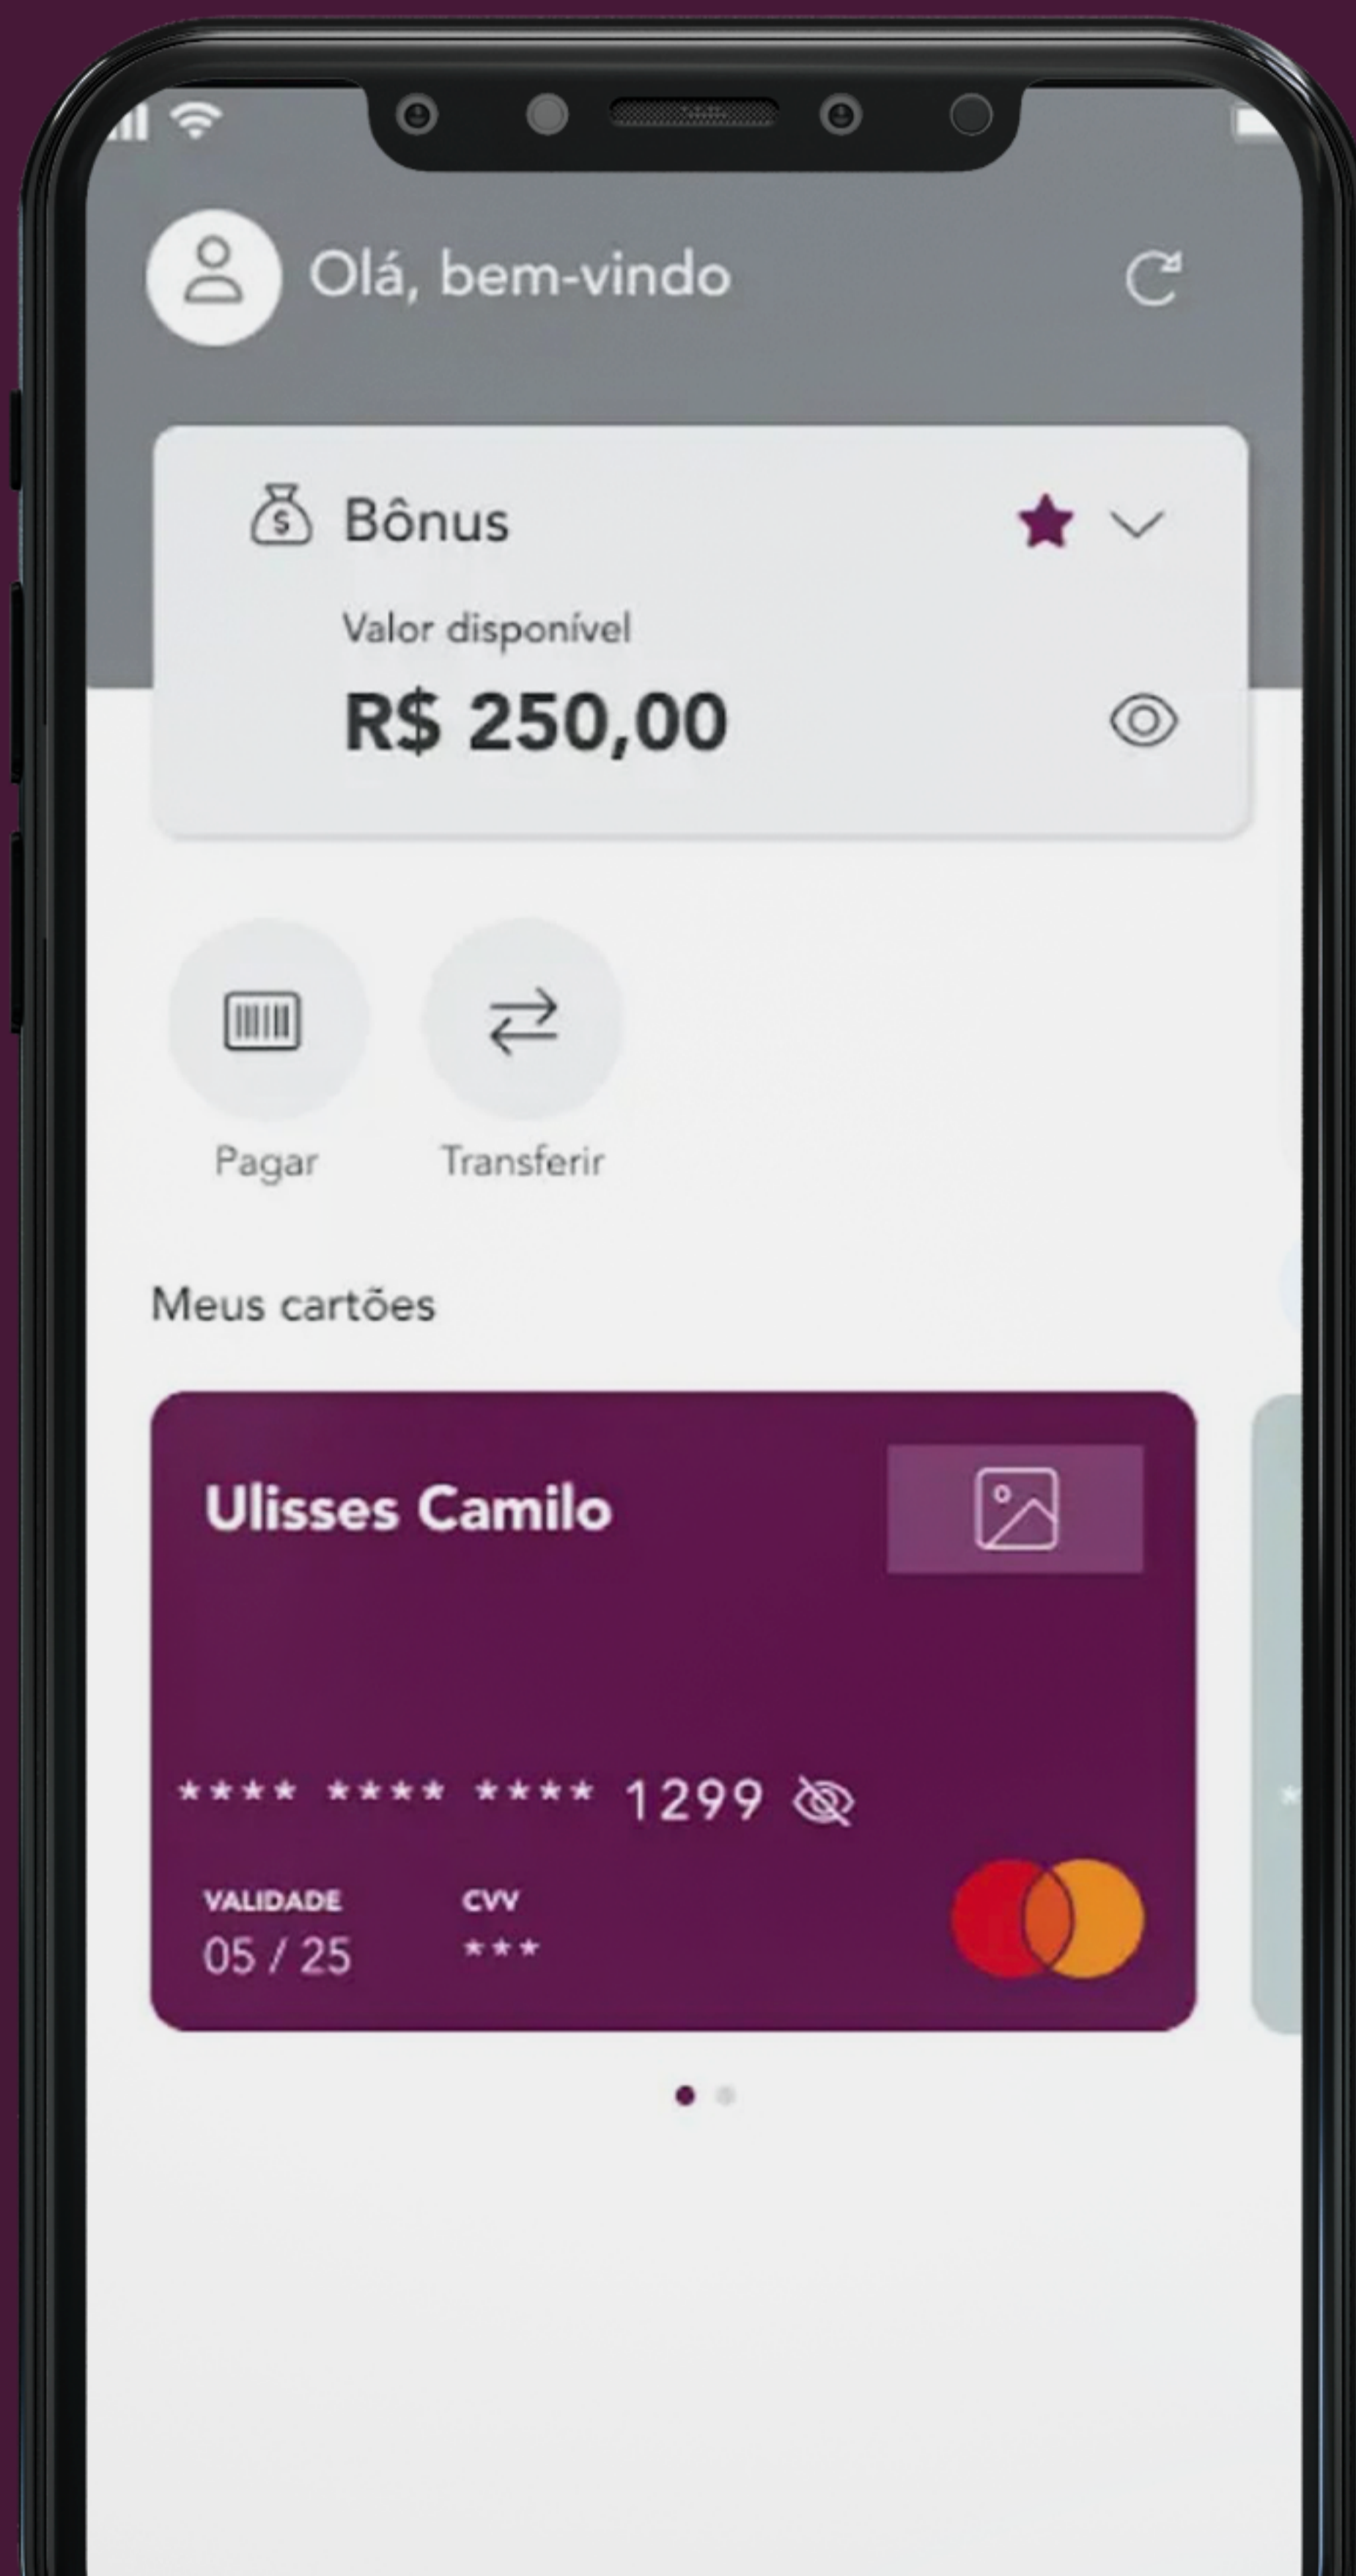 Olá, bem-vindo
Bônus
Valor disponível
R$ 250,00
Pagar
Transferir
Meus cartões
Ulisses Camilo
**** **** **** 1299
VALIDADE
CVV
05 / 25
***
*